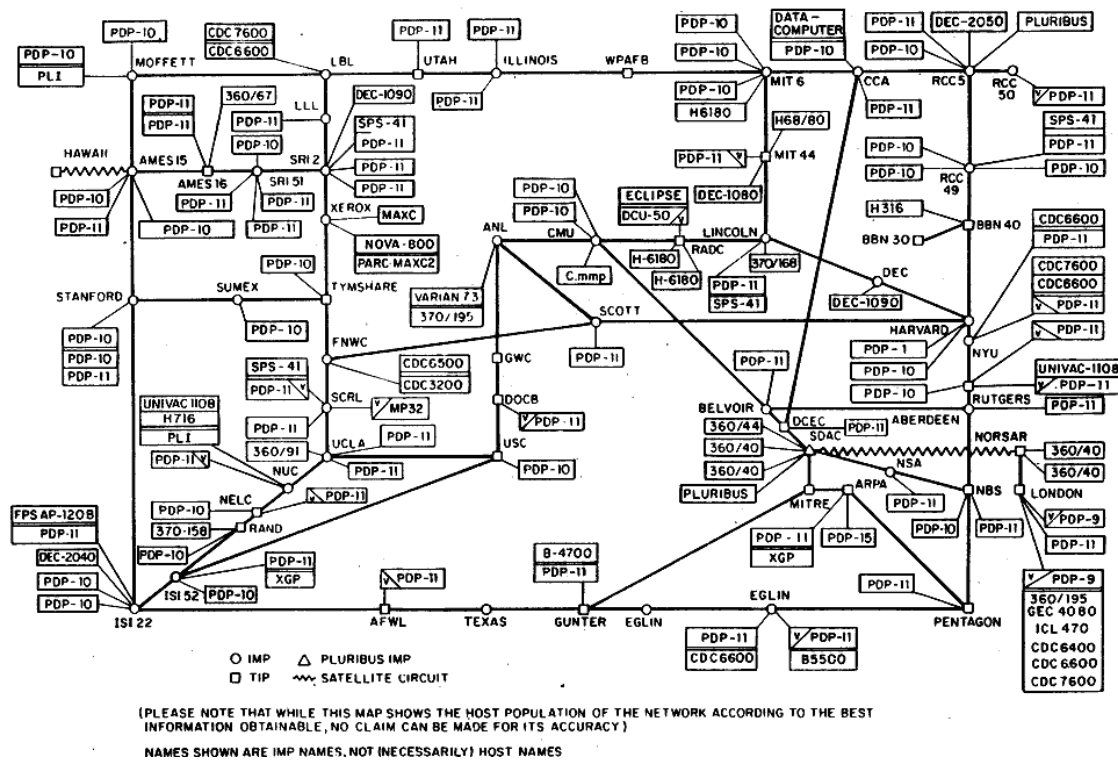 PDP-10
CDC 7600
CDC 6600
PDP-11
PDP-11
PDP-10
PDP-10
PDP-10
H6180
DATA-
COMPUTER
PDP-10
PDP-11
PDP-10
DEC-2050
PLURIBUS
PDP-10
PLI
MOFFETT
LBL
UTAH
ILLINOIS
WPAFB
MIT 6
CCA
RCC 5
RCC
50
PDP-11
PDP-11
PDP-11
PDP-11
PDP-11
360/67
LLL
PDP-11
DEC-1090
SPS-41
PDP-11
PDP-11
PDP-11
H68/80
PDP-11
MIT 44
DEC-1080
SPS-41
PDP-11
PDP-10
PDP-10
PDP-10
RCC
49
HAWAII
AMES 15
AMES 16
PDP-10
SRI 51
SRI 2
PDP-10
PDP-11
PDP-10
PDP-11
PDP-11
PDP-11
XEROX
MAXC
NOVA-800
PARC-MAXC2
PDP-10
PDP-10
ECLIPSE
DCU-50
ANL
CMU
C.mmp
H-6180
RADC
H-6180
LINCOLN
370/168
PDP-11
SPS-41
H316
BBN 30
BBN 40
CDC6600
PDP-11
CDC7600
CDC6600
PDP-11
PDP-11
DEC
DEC-1090
STANFORD
SUMEX
PDP-10
TYMSHARE
PDP-10
PDP-10
PDP-10
PDP-11
VARIAN 73
370/195
SCOTT
PDP-11
HARVARD
PDP-1
PDP-10
NYU
FNWC
CDC6500
CDC3200
GWC
SPS-41
PDP-11
SCRL
MP32
PDP-11
DOCB
PDP-11
PDP-11
UNIVAC-1108
PDP-11
RUTGERS
PDP-11
BELVOIR
ABERDEEN
DCEC
PDP-11
SDAC
UNIVAC 1108
H716
PLI
PDP-11
360/91
UCLA
PDP-11
PDP-11
USC
PDP-10
360/44
360/40
360/40
PLURIBUS
NORSAR
360/40
360/40
NUC
NELC
PDP-10
PDP-11
370-158
RAND
PDP-10
NSA
PDP-11
MITRE
ARPA
PDP-11
XGP
PDP-15
NBS
PDP-10
PDP-11
LONDON
PDP-9
PDP-11
FPS AP-120B
PDP-11
DEC-2040
PDP-10
PDP-10
ISI 22
ISI 52
PDP-11
XGP
PDP-10
PDP-11
AFWL
TEXAS
B-4700
PDP-11
GUNTER
EGLIN
EGLIN
PDP-11
CDC6600
PDP-11
B5500
PDP-11
PENTAGON
PDP-9
360/195
GEC 4080
ICL 470
CDC6400
CDC6600
CDC7600
IMP
PLURIBUS IMP
TIP
SATELLITE CIRCUIT
(PLEASE NOTE THAT WHILE THIS MAP SHOWS THE HOST POPULATION OF THE NETWORK ACCORDING TO THE BEST
INFORMATION OBTAINABLE, NO CLAIM CAN BE MADE FOR ITS ACCURACY)
NAMES SHOWN ARE IMP NAMES, NOT (NECESSARILY) HOST NAMES